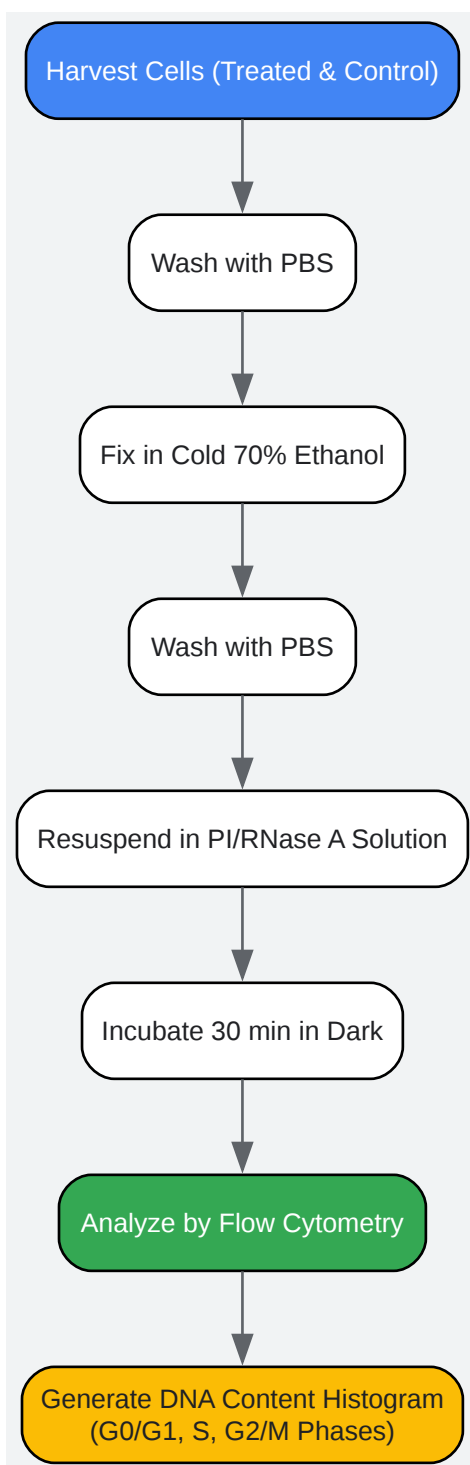 Harvest Cells (Treated & Control)
Wash with PBS
Fix in Cold 70% Ethanol
Wash with PBS
Resuspend in PI/RNase A Solution
Incubate 30 min in Dark
Analyze by Flow Cytometry
Generate DNA Content Histogram
(G0/G1, S, G2/M Phases)